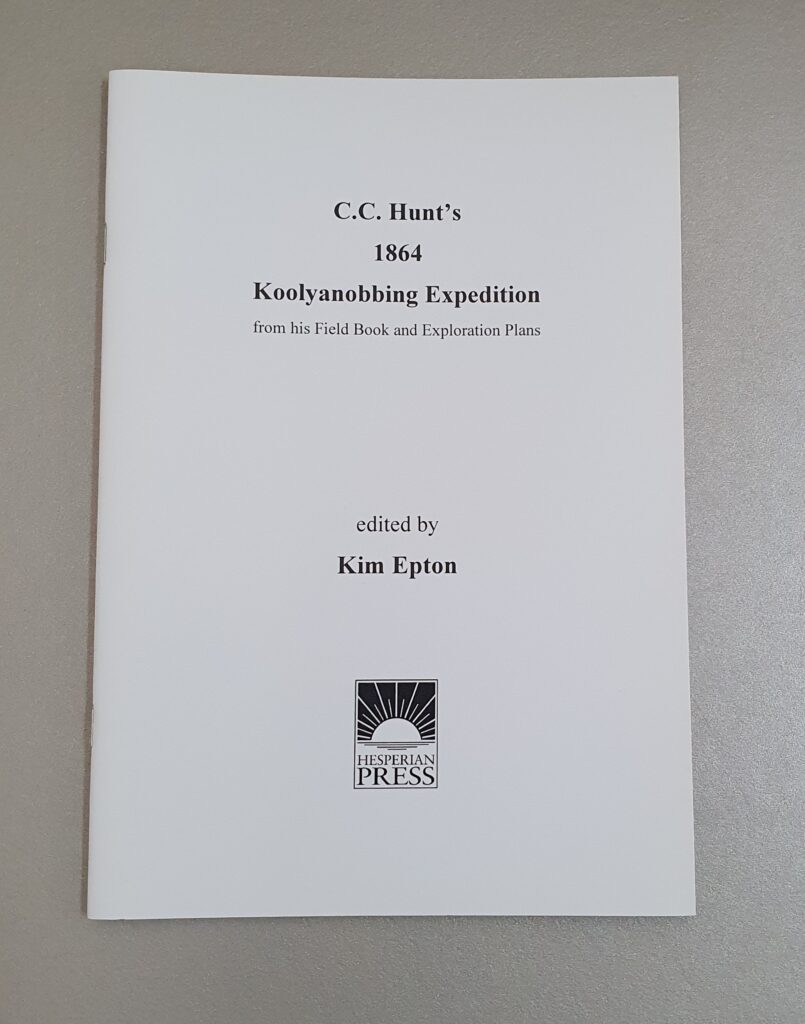 C.C. Hunt’s
1864
Koolyanobbing Expedition
from his Field Book and Exploration Plans
edited by
Kim Epton
HESPERIAN
PRESS